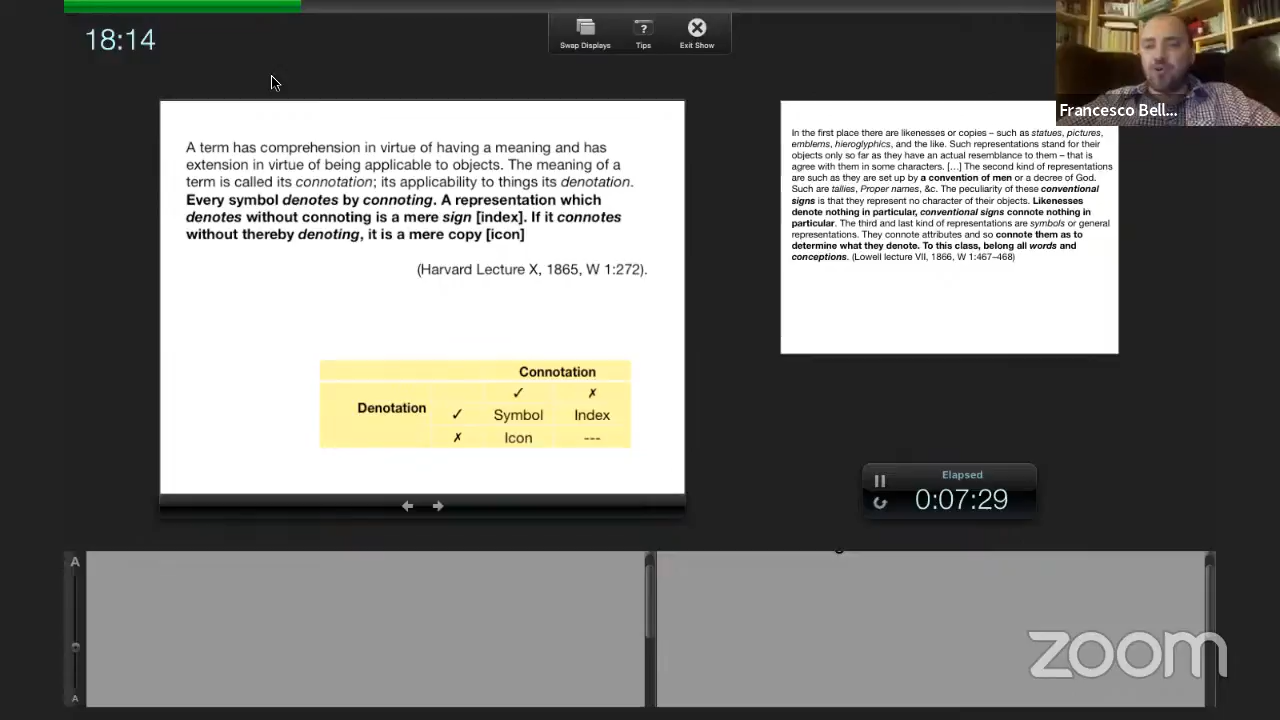 18:14
Swap Displays
Tips
Exit Show
Francesco Bell...
A term has comprehension in virtue of having a meaning and has
extension in virtue of being applicable to objects. The meaning of a
term is called its connotation; its applicability to things its denotation.
Every symbol denotes by connoting. A representation which
denotes without connoting is a mere sign [index]. If it connotes
without thereby denoting, it is a mere copy [icon]
(Harvard Lecture X, 1865, W 1:272).
Connotation
✓ ✗
Denotation
✓ Symbol Index
✗ Icon ---
In the first place there are likenesses or copies – such as statues, pictures,
emblems, hieroglyphics, and the like. Such representations stand for their
objects only so far as they have an actual resemblance to them – that is
agree with them in some characters. [...] The second kind of representations
are such as they are set up by a convention of men or a decree of God.
Such are tallies, Proper names, &c. The peculiarity of these conventional
signs is that they represent no character of their objects. Likenesses
denote nothing in particular, conventional signs connote nothing in
particular. The third and last kind of representations are symbols or general
representations. They connote attributes and so connote them as to
determine what they denote. To this class, belong all words and
conceptions. (Lowell lecture VII, 1866, W 1:467–468)
Elapsed
0:07:29
A
A
zoom